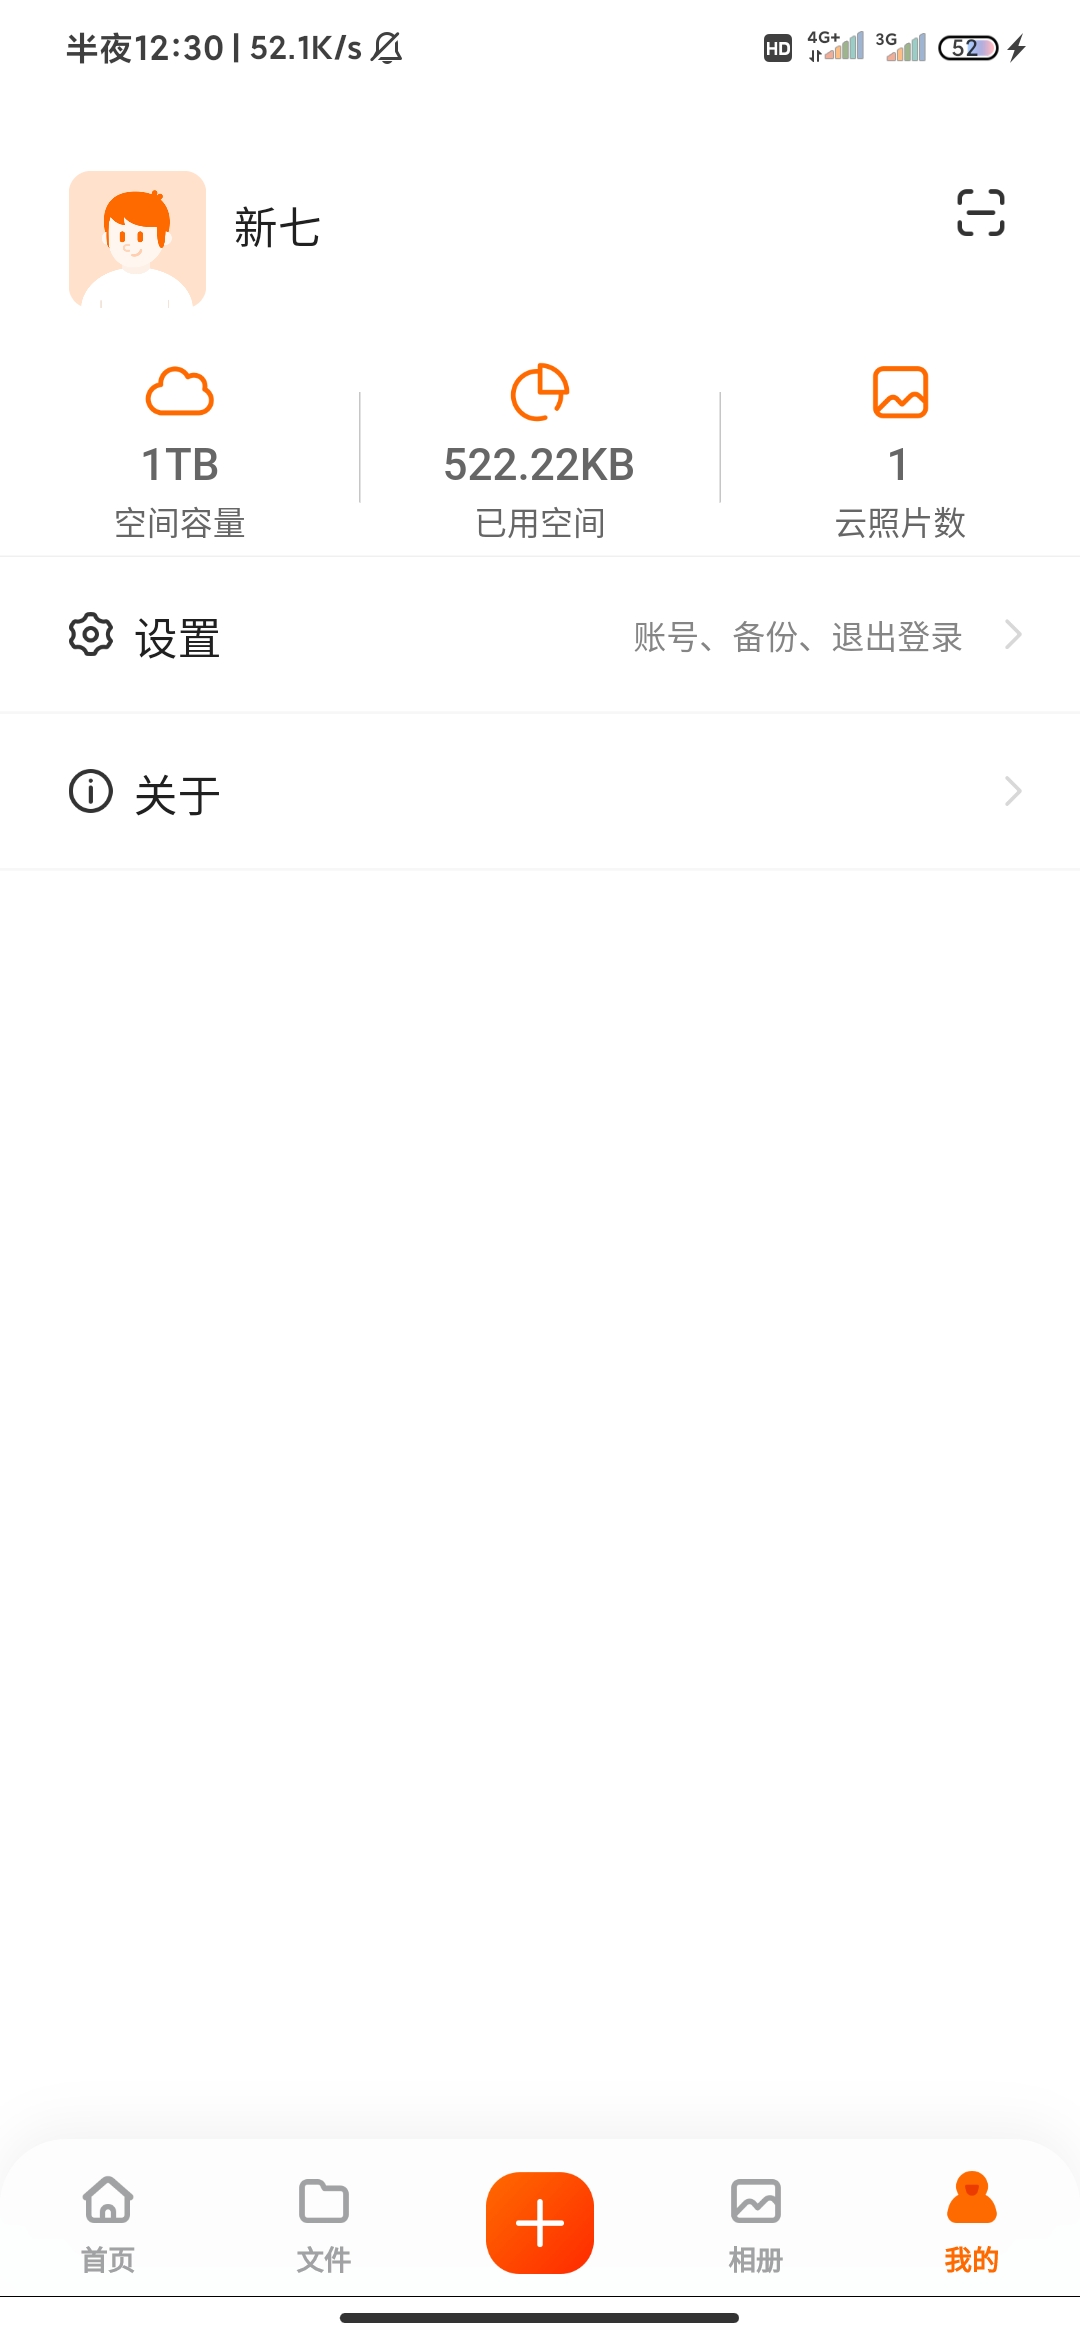 半夜12:30 | 52.1K/s
HD 4G+ 3G 52
新七
1TB 522.22KB 1
空间容量 已用空间 云照片数
设置 账号、备份、退出登录
关于
首页 文件 相册 我的